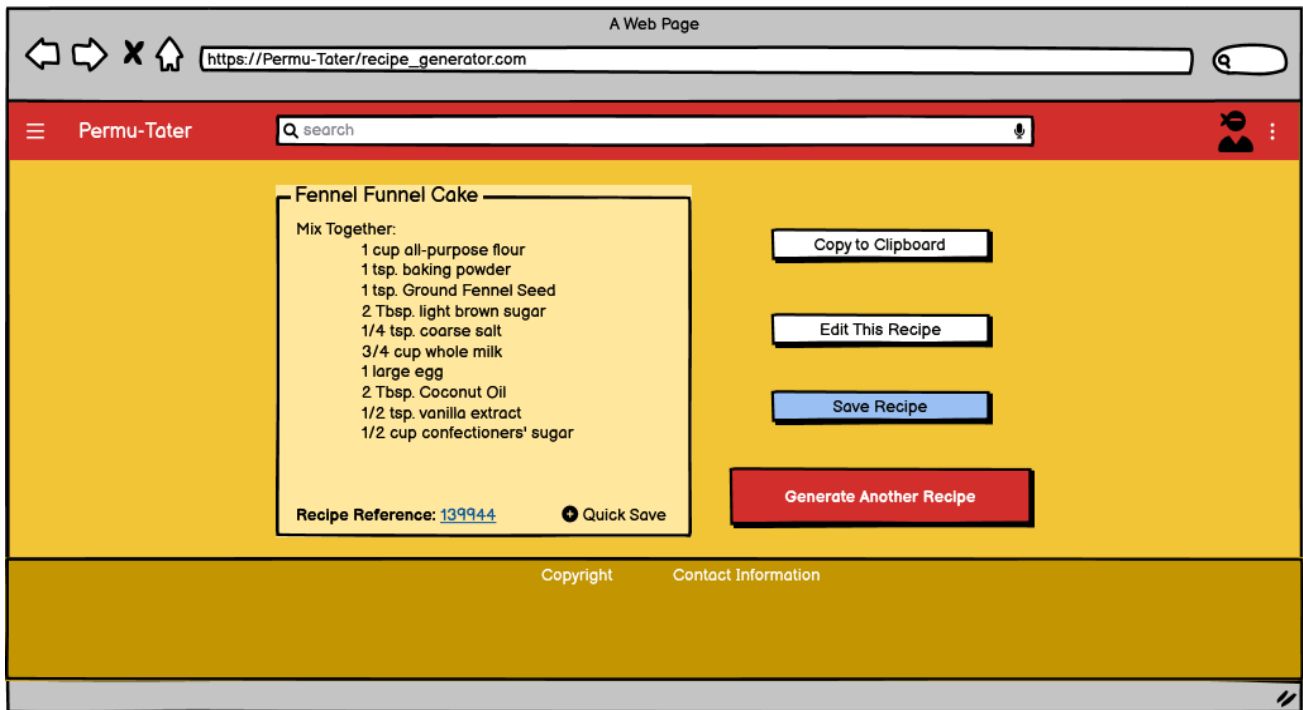 A Web Page
https://Permu-Tater/recipe_generator.com
Permu-Tater
search
Fennel Funnel Cake
Mix Together:
1 cup all-purpose flour
1 tsp. baking powder
1 tsp. Ground Fennel Seed
2 Tbsp. light brown sugar
1/4 tsp. coarse salt
3/4 cup whole milk
1 large egg
2 Tbsp. Coconut Oil
1/2 tsp. vanilla extract
1/2 cup confectioners' sugar
Recipe Reference: 139944
Quick Save
Copy to Clipboard
Edit This Recipe
Save Recipe
Generate Another Recipe
Copyright
Contact Information